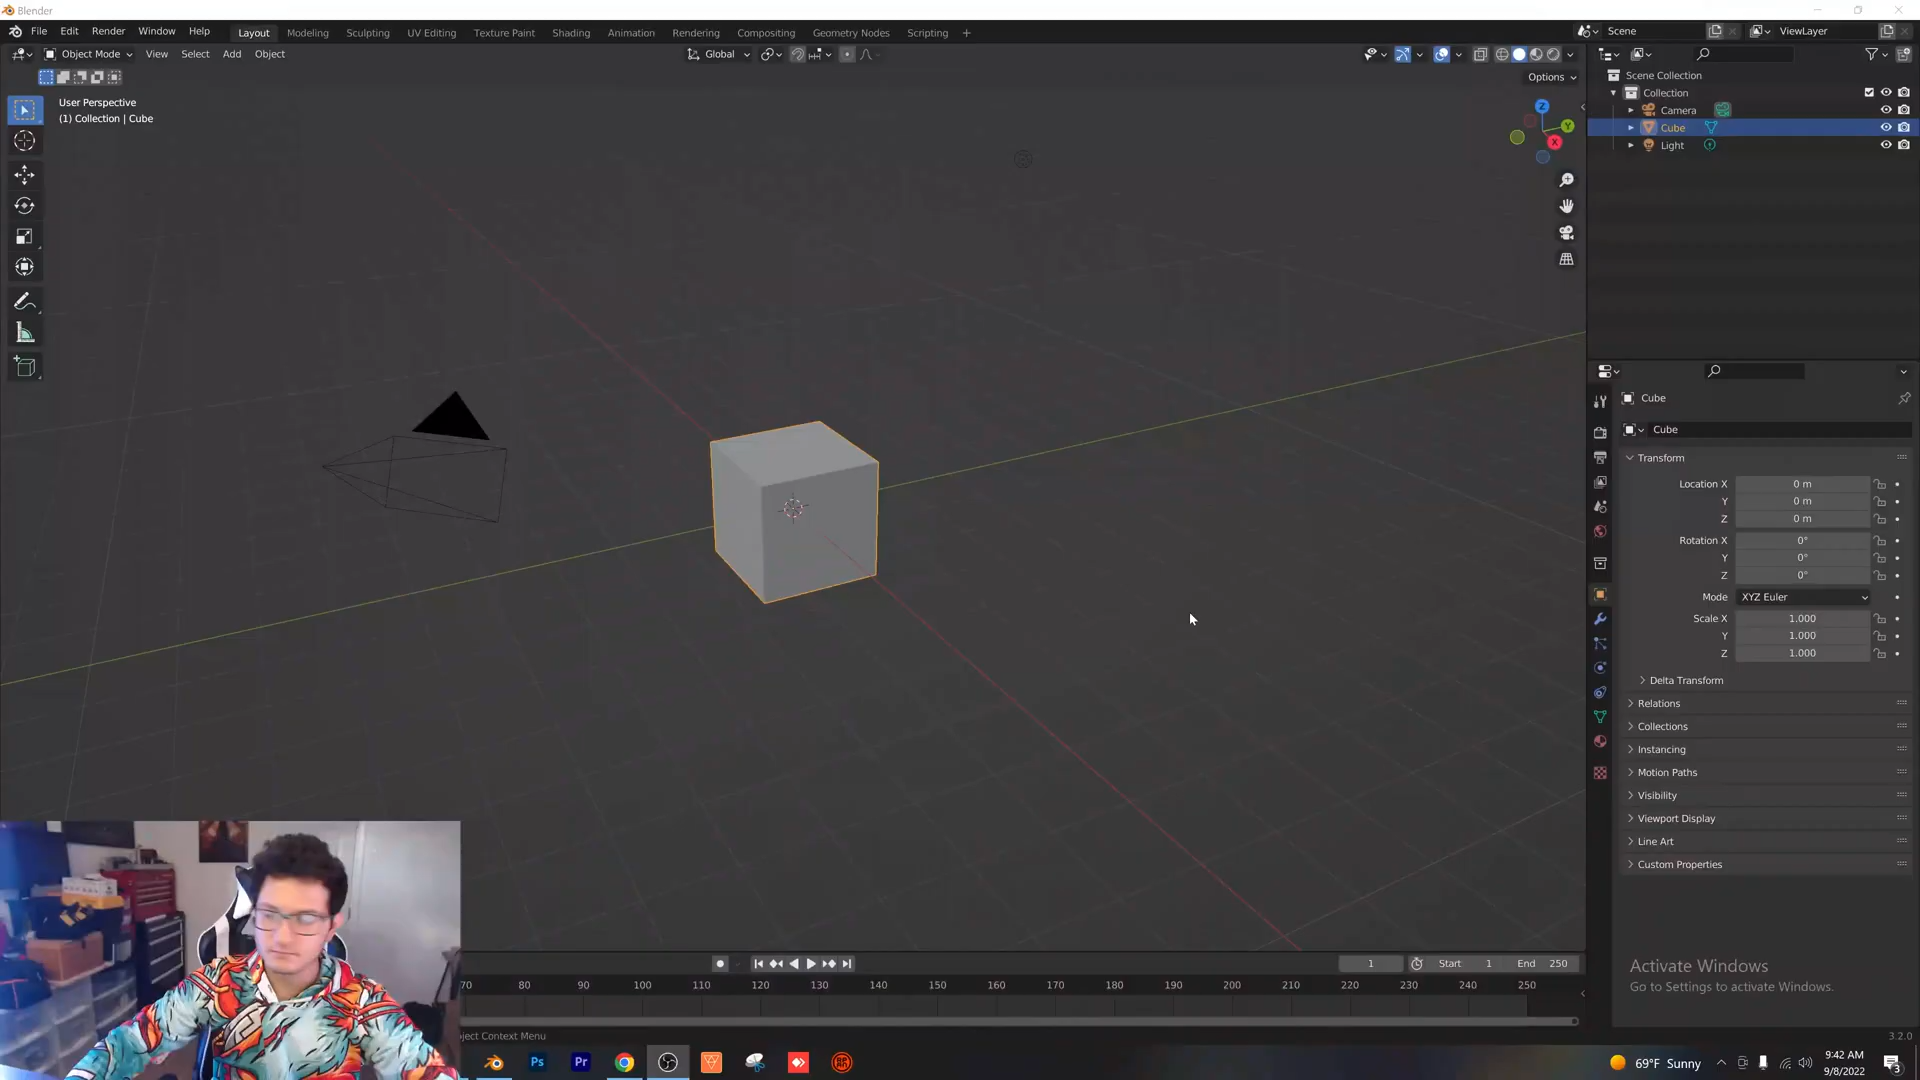 Blender
File Edit Render Window Help Layout Modeling Sculpting UV Editing Texture Paint Shading Animation Rendering Compositing Geometry Nodes Scripting + Scene ViewLayer
Object Mode View Select Add Object Global
Options
User Perspective
(1) Collection | Cube
Z
Y
X
Scene Collection
Collection
Camera
Cube
Light
Cube
Cube
Transform
Location X 0 m
Y 0 m
Z 0 m
Rotation X 0°
Y 0°
Z 0°
Mode XYZ Euler
Scale X 1.000
Y 1.000
Z 1.000
Delta Transform
Relations
Collections
Instancing
Motion Paths
Visibility
Viewport Display
Line Art
Custom Properties
Activate Windows
Go to Settings to activate Windows.
1 Start 1 End 250
70 80 90 100 110 120 130 140 150 160 170 180 190 200 210 220 230 240 250
ject Context Menu
3.2.0
Ps Pr
69°F Sunny
9:42 AM
9/8/2022
3